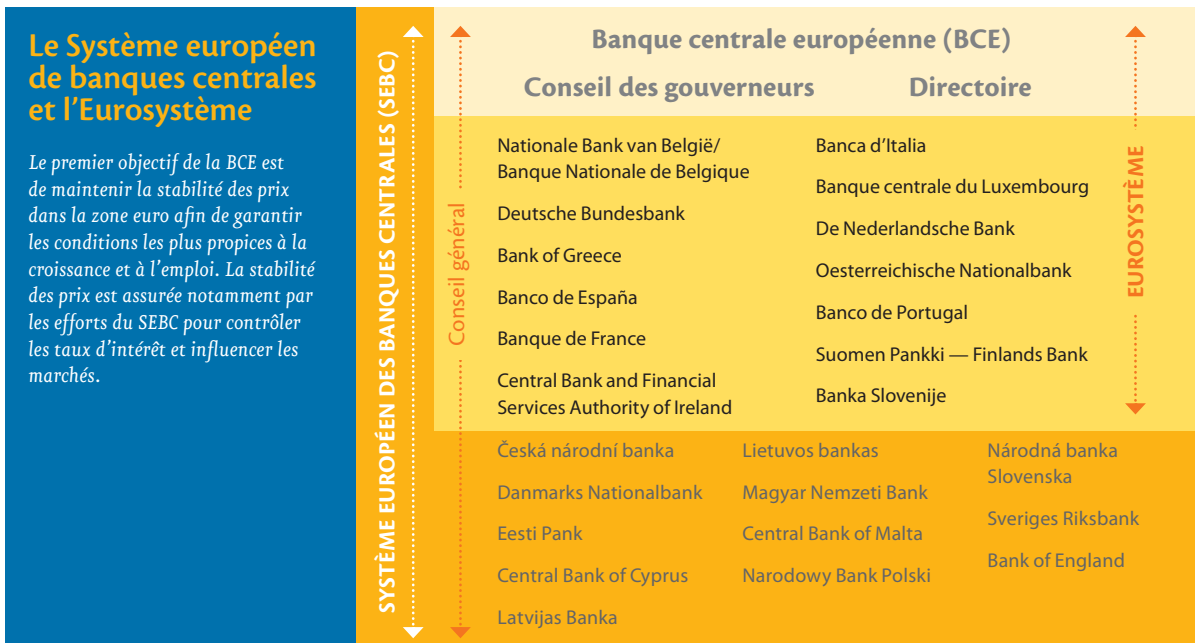 Le Système européen
de banques centrales
et l'Eurosystème
Le premier objectif de la BCE est
de maintenir la stabilité des prix
dans la zone euro afin de garantir
les conditions les plus propices à la
croissance et à l'emploi. La stabilité
des prix est assurée notamment par
les efforts du SEBC pour contrôler
les taux d'intérêt et influencer les
marchés.
SYSTÈME EUROPÉEN DES BANQUES CENTRALES (SEBC)
Conseil général
Banque centrale européenne (BCE)
Conseil des gouverneurs
Directoire
Nationale Bank van België/
Banque Nationale de Belgique
Deutsche Bundesbank
Bank of Greece
Banco de España
Banque de France
Central Bank and Financial
Services Authority of Ireland
Banca d'Italia
Banque centrale du Luxembourg
De Nederlandsche Bank
Oesterreichische Nationalbank
Banco de Portugal
Suomen Pankki — Finlands Bank
Banka Slovenije
EUROSYSTÈME
Česká národní banka
Danmarks Nationalbank
Eesti Pank
Central Bank of Cyprus
Latvijas Banka
Lietuvos bankas
Magyar Nemzeti Bank
Central Bank of Malta
Narodowy Bank Polski
Národná banka
Slovenska
Sveriges Riksbank
Bank of England